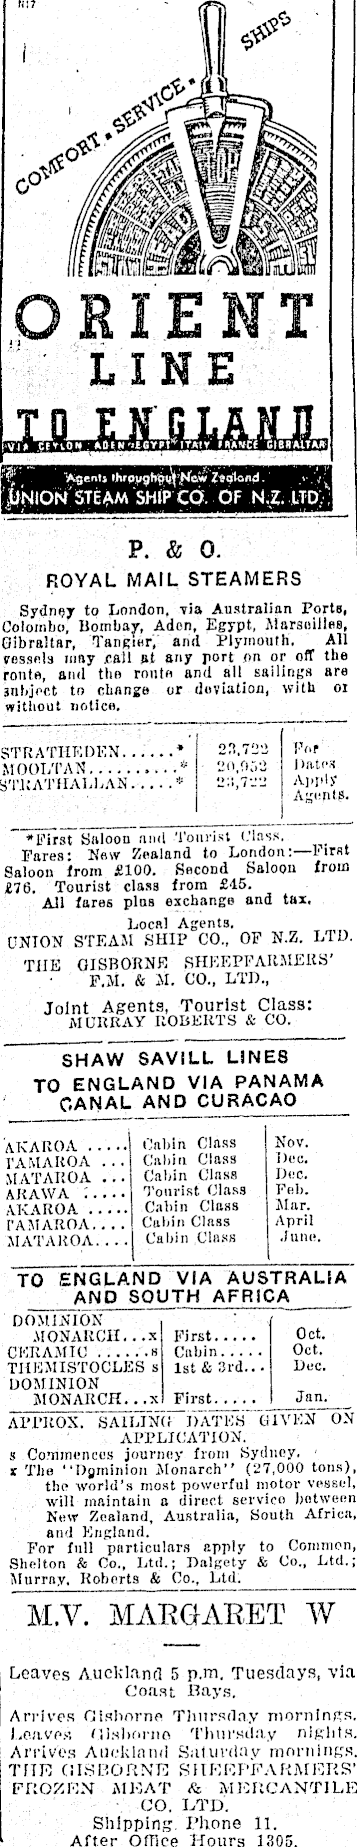 COMFORT • SERVICE • SHIPS
STOP
ORIENT
LINE
TO ENGLAND
VIA CEYLON ADEN EGYPT ITALY FRANCE GIBRALTAR
Agents throughout New Zealand.
UNION STEAM SHIP CO. OF N.Z. LTD
P. & O.
ROYAL MAIL STEAMERS
Sydney to London, via Australian Ports,
Colombo, Bombay, Aden, Egypt, Marseilles,
Gibraltar, Tangier, and Plymouth. All
vessels may call at any port on or off the
route, and the route and all sailings are
subject to change or deviation, with or
without notice.
STRATHEDEN......* 23,722 For
MOOLTAN..........* 20,952 Dates
STRATHALLAN.....* 23,722 Apply
Agents.
*First Saloon and Tourist Class.
Fares: New Zealand to London:—First
Saloon from £100. Second Saloon from
£76. Tourist class from £45.
All fares plus exchange and tax.
Local Agents,
UNION STEAM SHIP CO., OF N.Z. LTD.
THE GISBORNE SHEEPFARMERS'
F.M. & M. CO., LTD.,
Joint Agents, Tourist Class:
MURRAY ROBERTS & CO.
SHAW SAVILL LINES
TO ENGLAND VIA PANAMA
CANAL AND CURACAO
AKAROA ..... Cabin Class Nov.
TAMAROA ... Cabin Class Dec.
MATAROA ... Cabin Class Dec.
ARAWA ..... Tourist Class Feb.
AKAROA ..... Cabin Class Mar.
TAMAROA.... Cabin Class April
MATAROA.... Cabin Class June.
TO ENGLAND VIA AUSTRALIA
AND SOUTH AFRICA
DOMINION
MONARCH...x First..... Oct.
CERAMIC ......s Cabin..... Oct.
THEMISTOCLES s 1st & 3rd... Dec.
DOMINION
MONARCH...x First..... Jan.
APPROX. SAILING DATES GIVEN ON
APPLICATION.
s Commences journey from Sydney.
x The "Dominion Monarch" (27,000 tons),
the world's most powerful motor vessel,
will maintain a direct service between
New Zealand, Australia, South Africa,
and England.
For full particulars apply to Common,
Shelton & Co., Ltd.; Dalgety & Co., Ltd.;
Murray, Roberts & Co., Ltd.
M.V. MARGARET W
Leaves Auckland 5 p.m. Tuesdays, via
Coast Bays.
Arrives Gisborne Thursday mornings.
Leaves Gisborne Thursday nights.
Arrives Auckland Saturday mornings.
THE GISBORNE SHEEPFARMERS'
FROZEN MEAT & MERCANTILE
CO. LTD.
Shipping Phone 11.
After Office Hours 1305.